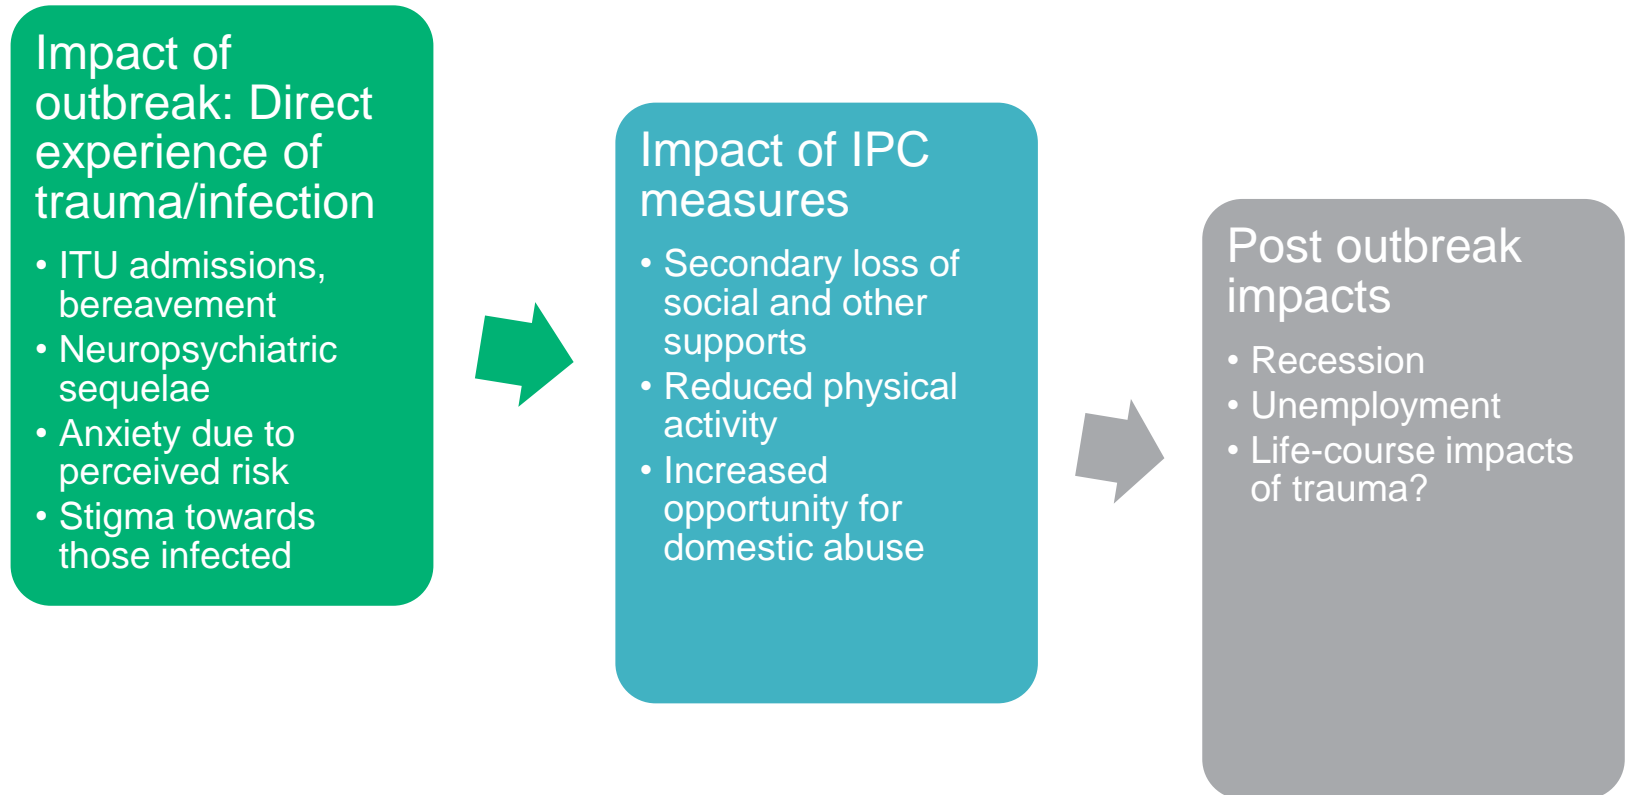 Impact of
outbreak: Direct
experience of
trauma/infection
• ITU admissions,
bereavement
• Neuropsychiatric
sequelae
• Anxiety due to
perceived risk
• Stigma towards
those infected
Impact of IPC
measures
• Secondary loss of
social and other
supports
• Reduced physical
activity
• Increased
opportunity for
domestic abuse
Post outbreak
impacts
• Recession
• Unemployment
• Life-course impacts
of trauma?